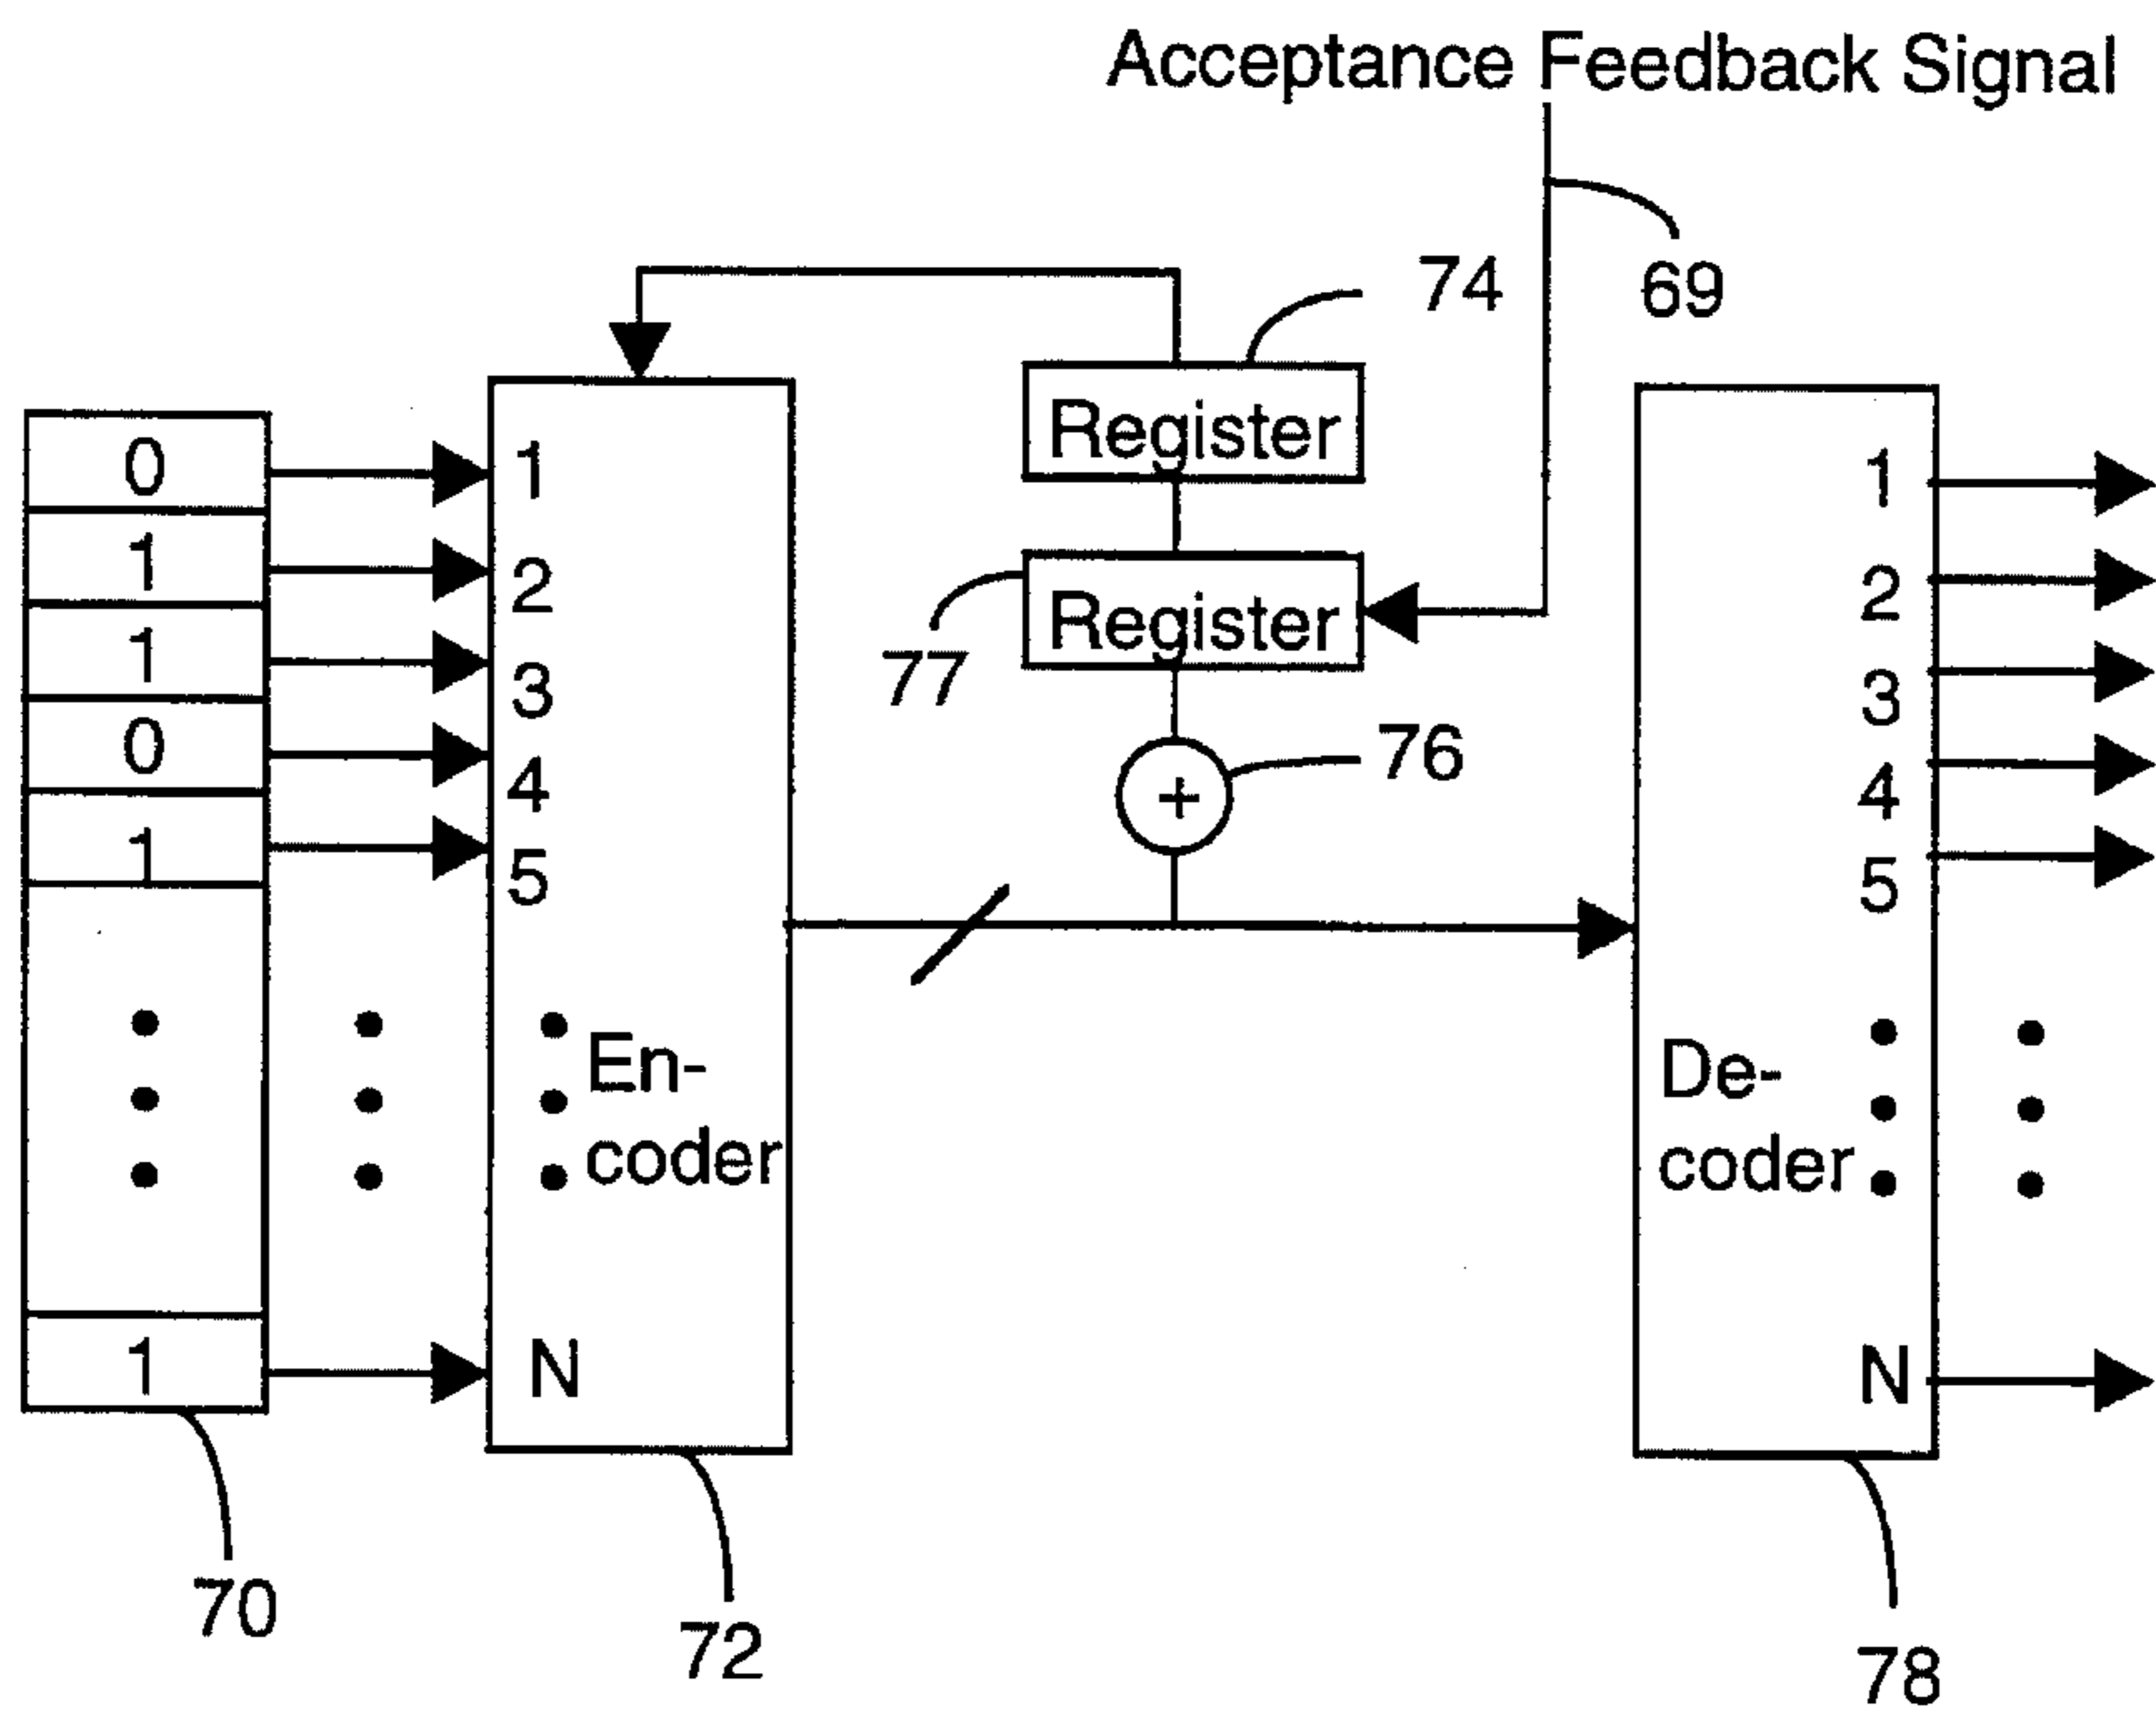 Acceptance Feedback Signal
69
74
Register
Register
77
76
+
0
1
1
0
1
1
1
2
3
4
5
En-
coder
N
1
2
3
4
5
De-
coder
N
70
72
78